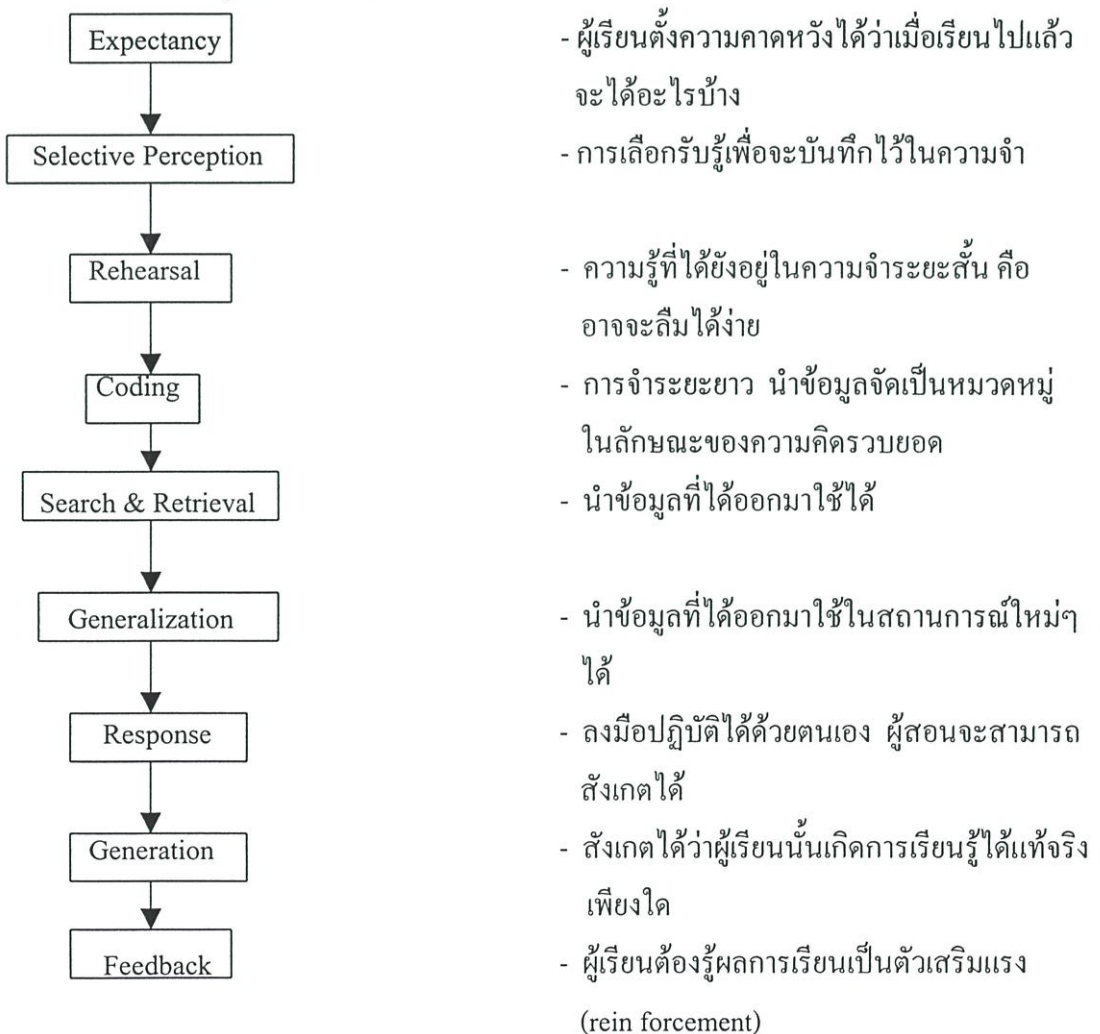 Expectancy
- ผู้เรียนตั้งความคาดหวังได้ว่าเมื่อเรียนไปแล้ว
จะได้อะไรบ้าง
Selective Perception
- การเลือกรับรู้เพื่อจะบันทึกไว้ในความจำ
Rehearsal
- ความรู้ที่ได้ยังอยู่ในความจำระยะสั้น คือ
อาจจะลืมได้ง่าย
Coding
- การจำระยะยาว นำข้อมูลจัดเป็นหมวดหมู่
ในลักษณะของความคิดรวบยอด
Search & Retrieval
- นำข้อมูลที่ได้ออกมาใช้ได้
Generalization
- นำข้อมูลที่ได้ออกมาใช้ในสถานการณ์ใหม่ๆ
ได้
Response
- ลงมือปฏิบัติได้ด้วยตนเอง ผู้สอนจะสามารถ
สังเกตได้
Generation
- สังเกตได้ว่าผู้เรียนนั้นเกิดการเรียนรู้ได้แท้จริง
เพียงใด
Feedback
- ผู้เรียนต้องรู้ผลการเรียนเป็นตัวเสริมแรง
(rein forcement)